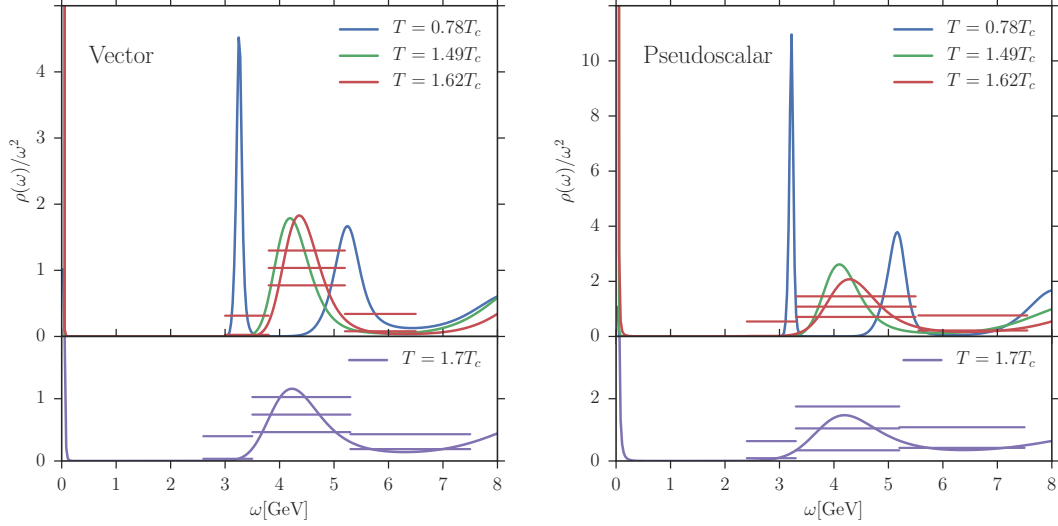 Vector
T = 0.78T_c
T = 1.49T_c
T = 1.62T_c
ρ(ω)/ω²
4
3
2
1
0
T = 1.7T_c
1
0
0 1 2 3 4 5 6 7 8
ω[GeV]
Pseudoscalar
T = 0.78T_c
T = 1.49T_c
T = 1.62T_c
ρ(ω)/ω²
10
8
6
4
2
0
T = 1.7T_c
2
0
0 1 2 3 4 5 6 7 8
ω[GeV]